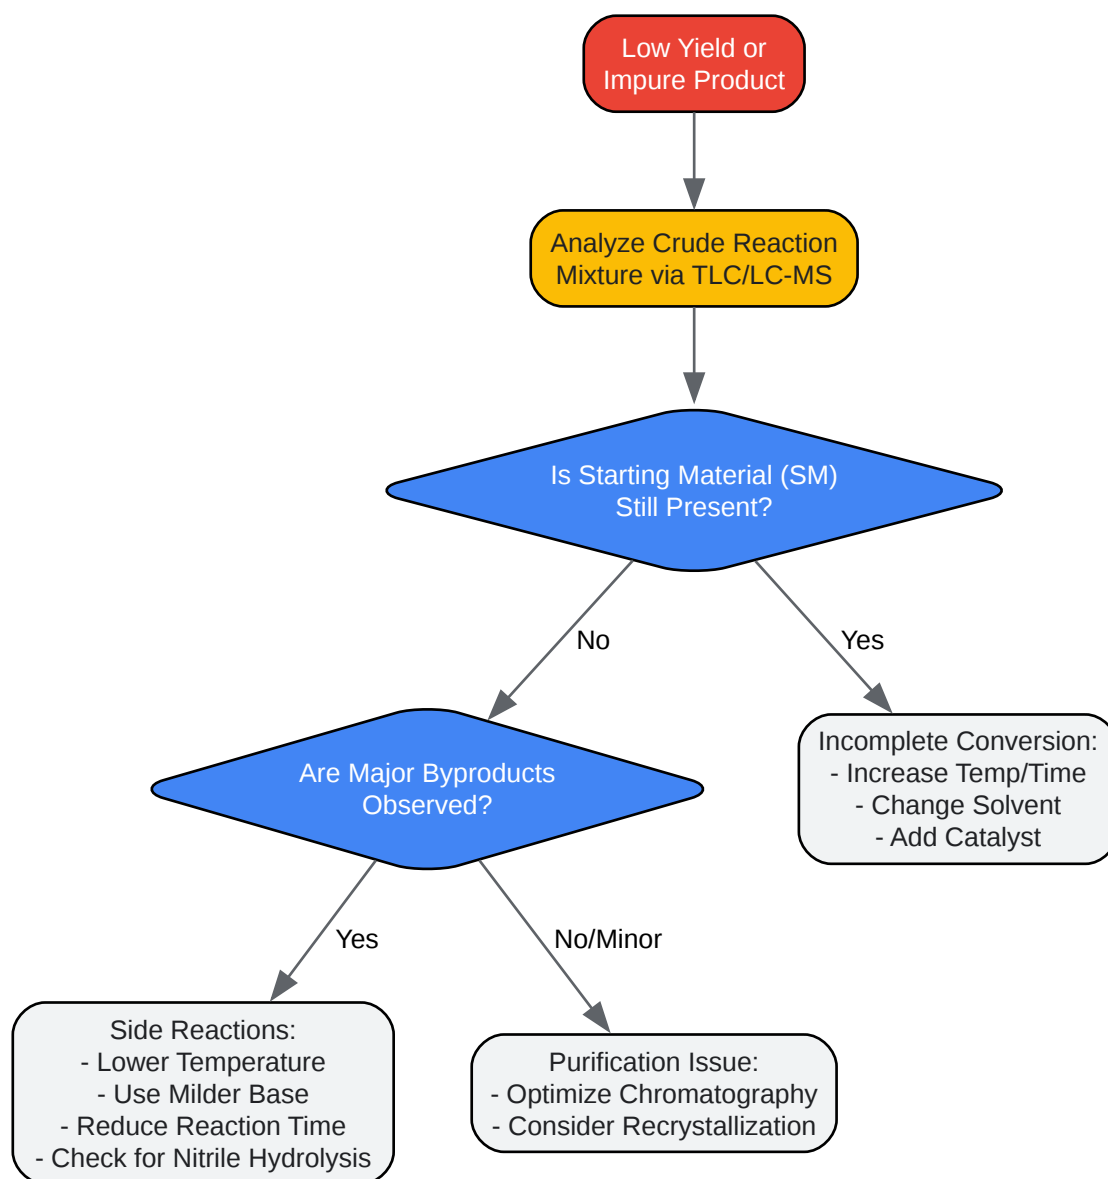 Low Yield or
Impure Product
Analyze Crude Reaction
Mixture via TLC/LC-MS
Is Starting Material (SM)
Still Present?
No
Yes
Are Major Byproducts
Observed?
Incomplete Conversion:
- Increase Temp/Time
- Change Solvent
- Add Catalyst
Yes
No/Minor
Side Reactions:
- Lower Temperature
- Use Milder Base
- Reduce Reaction Time
- Check for Nitrile Hydrolysis
Purification Issue:
- Optimize Chromatography
- Consider Recrystallization